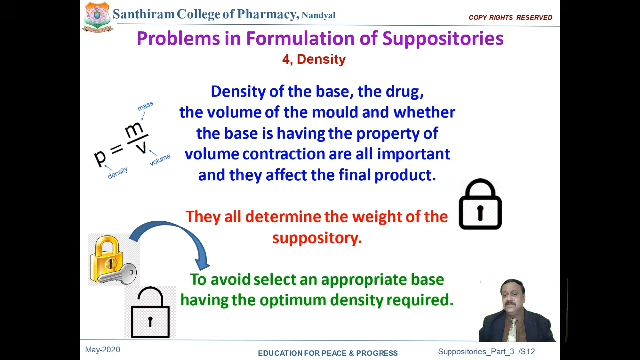 Santhiram College of Pharmacy, Nandyal
COPY RIGHTS RESERVED
Problems in Formulation of Suppositories
4, Density
Density of the base, the drug,
the volume of the mould and whether
the base is having the property of
volume contraction are all important
and they affect the final product.
mass
p = m
v
density
volume
They all determine the weight of the
suppository.
To avoid select an appropriate base
having the optimum density required.
May-2020
EDUCATION FOR PEACE & PROGRESS
Suppositories_Part_3 /S12